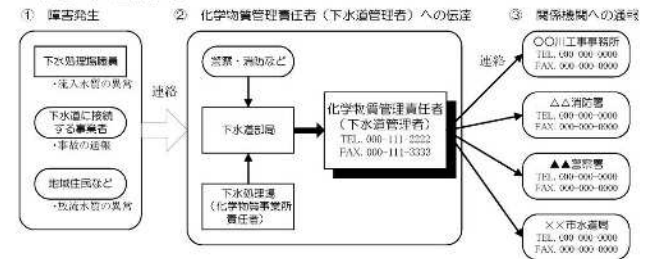 ① 障害発生
② 化学物質管理責任者（下水道管理者）への伝達
③ 関係機関への通報
下水処理場職員
・流入水質の異常
下水道に接続
する事業者
・事故の通報
地域住民など
・放流水質の異常
連絡
警察・消防など
下水道部局
下水処理場
（化学物質事業所
責任者）
化学物質管理責任者
（下水道管理者）
TEL. 000-111-2222
FAX. 000-111-3333
連絡
〇〇川工事事務所
TEL. 000-000-0000
FAX. 000-000-0000
△△消防署
TEL. 000-000-0000
FAX. 000-000-0000
▲▲警察署
TEL. 000-000-0000
FAX. 000-000-0000
××市水道局
TEL. 000-000-0000
FAX. 000-000-0000